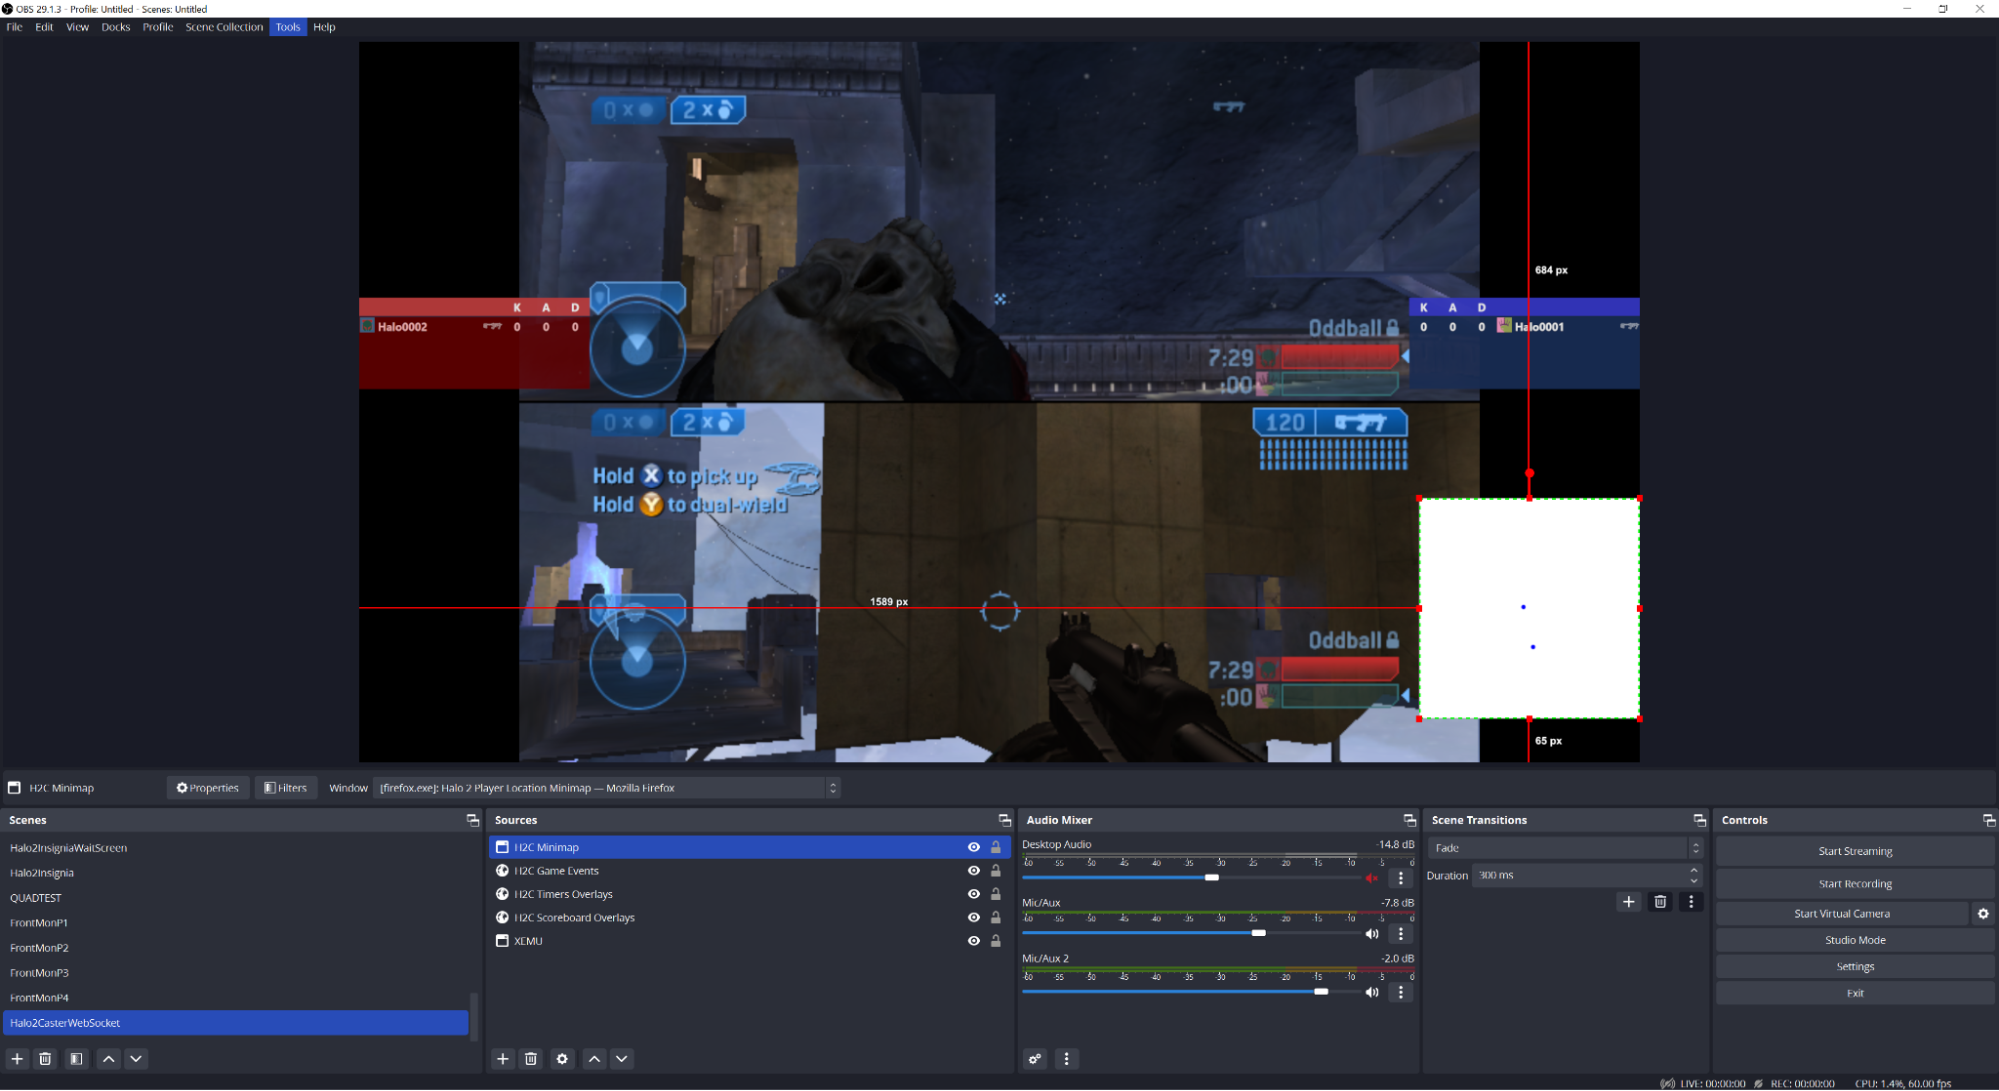 OBS 29.1.3 - Profile: Untitled - Scenes: Untitled
File Edit View Docks Profile Scene Collection Tools Help
0 x 2 x
684 px
K A D
Halo0002 0 0 0
Oddball
7:29
:00
K A D
0 0 0 Halo0001
0 x 2 x
120
Hold X to pick up
Hold Y to dual-wield
1589 px
Oddball
7:29
:00
65 px
H2C Minimap Properties Filters Window [firefox.exe]: Halo 2 Player Location Minimap — Mozilla Firefox
Scenes
Halo2InsigniaWaitScreen
Halo2Insignia
QUADTEST
FrontMonP1
FrontMonP2
FrontMonP3
FrontMonP4
Halo2CasterWebSocket
Sources
H2C Minimap
H2C Game Events
H2C Timers Overlays
H2C Scoreboard Overlays
XEMU
Audio Mixer
Desktop Audio -14.8 dB
-60 -55 -50 -45 -40 -35 -30 -25 -20 -15 -10 -5 0
Mic/Aux -7.8 dB
-60 -55 -50 -45 -40 -35 -30 -25 -20 -15 -10 -5 0
Mic/Aux 2 -2.0 dB
-60 -55 -50 -45 -40 -35 -30 -25 -20 -15 -10 -5 0
Scene Transitions
Fade
Duration 300 ms
Controls
Start Streaming
Start Recording
Start Virtual Camera
Studio Mode
Settings
Exit
LIVE: 00:00:00 REC: 00:00:00 CPU: 1.4%, 60.00 fps